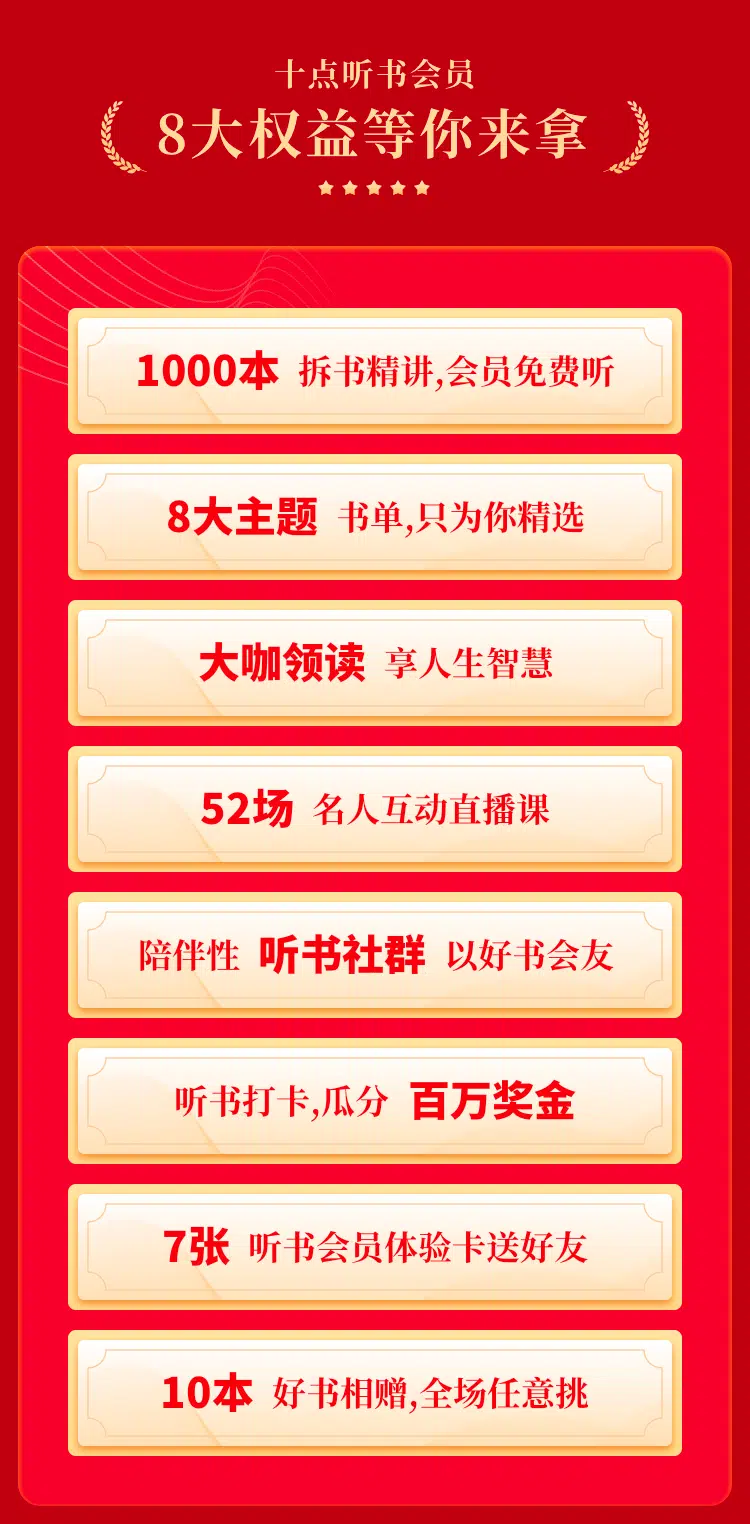 十点听书会员
8大权益等你来拿
1000本 拆书精讲,会员免费听
8大主题 书单,只为你精选
大咖领读 享人生智慧
52场 名人互动直播课
陪伴性 听书社群 以好书会友
听书打卡,瓜分 百万奖金
7张 听书会员体验卡送好友
10本 好书相赠,全场任意挑